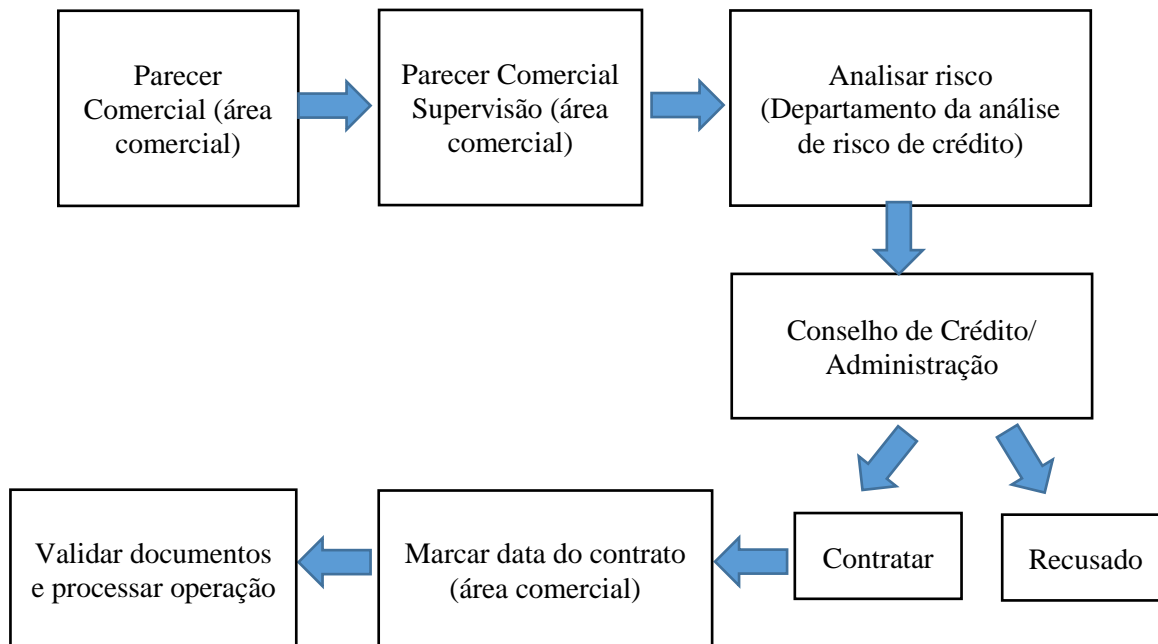 Parecer
Comercial (área
comercial)
Parecer Comercial
Supervisão (área
comercial)
Analisar risco
(Departamento da análise
de risco de crédito)
Conselho de Crédito/
Administração
Contratar
Recusado
Marcar data do contrato
(área comercial)
Validar documentos
e processar operação